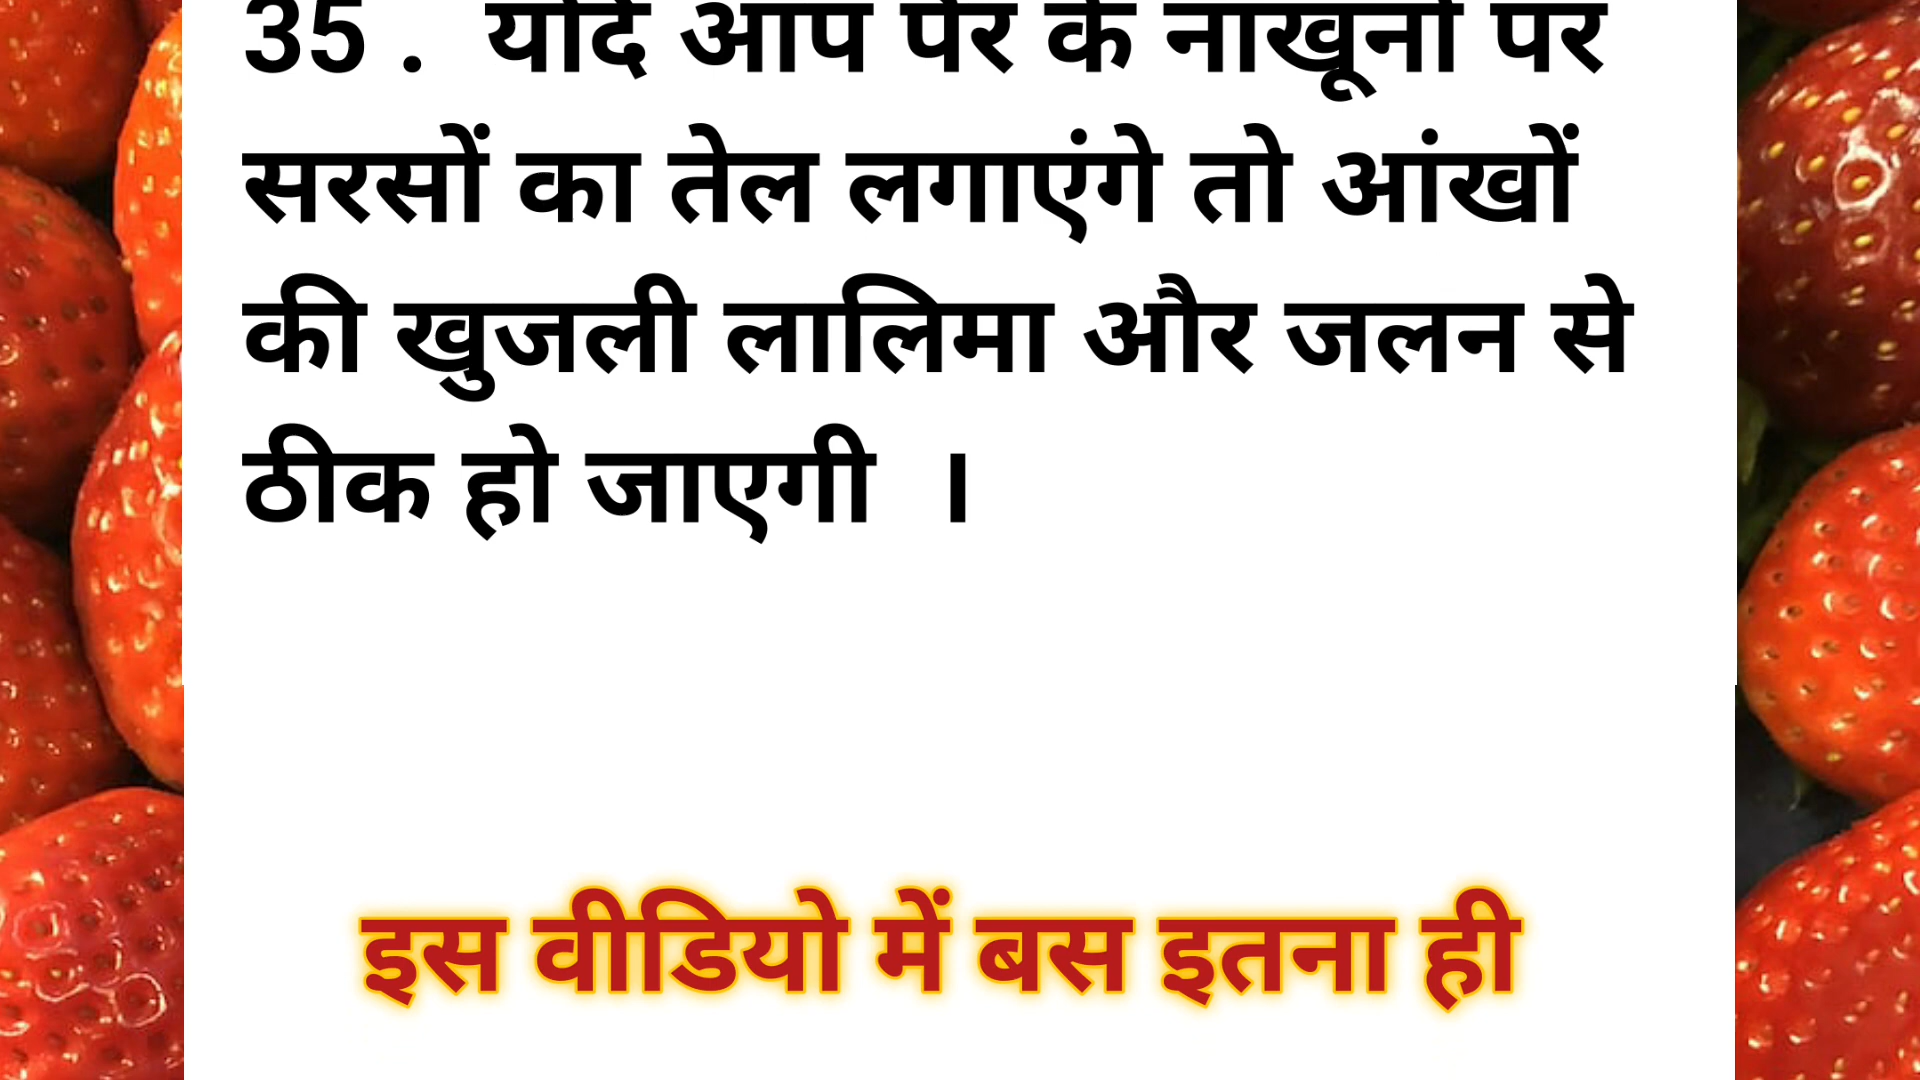 35 . यदि आप पैर के नाखूनों पर
सरसों का तेल लगाएंगे तो आंखों
की खुजली लालिमा और जलन से
ठीक हो जाएगी ।
इस वीडियो में बस इतना ही